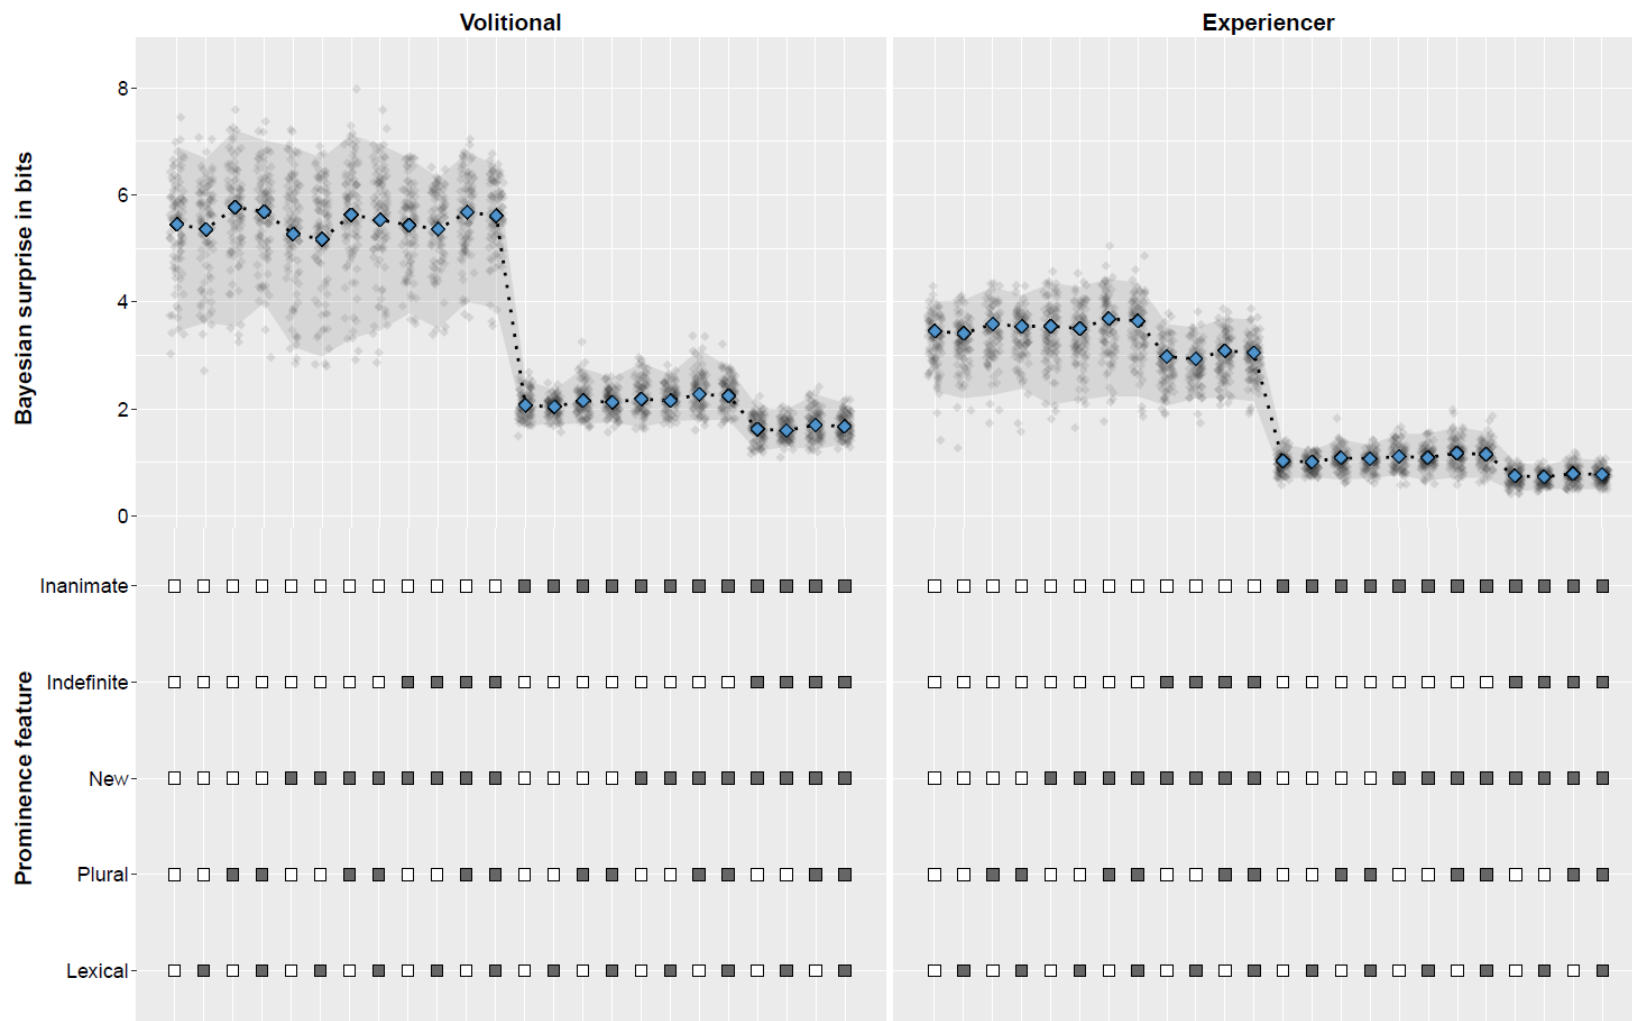 Volitional
Experiencer
Bayesian surprise in bits
8
6
4
2
0
Prominence feature
Inanimate
Indefinite
New
Plural
Lexical